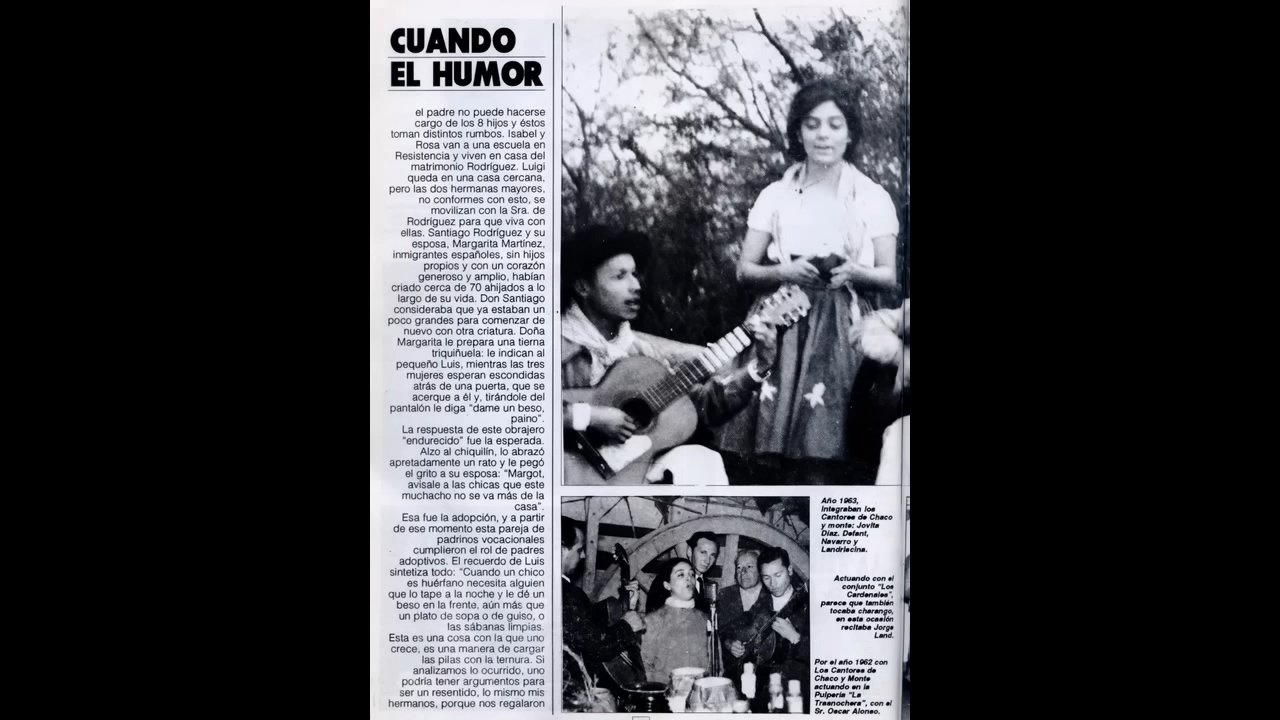 CUANDO
EL HUMOR
el padre no puede hacerse
cargo de los 8 hijos y éstos
toman distintos rumbos. Isabel y
Rosa van a una escuela en
Resistencia y viven en casa del
matrimonio Rodríguez. Luigi
queda en una casa cercana,
pero las dos hermanas mayores,
no conformes con esto, se
movilizan con la Sra. de
Rodríguez para que viva con
ellas. Santiago Rodríguez y su
esposa, Margarita Martínez,
inmigrantes españoles, sin hijos
propios y con un corazón
generoso y amplio, habían
criado cerca de 70 ahijados a lo
largo de su vida. Don Santiago
consideraba que ya estaban un
poco grandes para comenzar de
nuevo con otra criatura. Doña
Margarita le prepara una tierna
triquiñuela: le indican al
pequeño Luis, mientras las tres
mujeres esperan escondidas
atrás de una puerta, que se
acerque a él y, tirándole del
pantalón le diga “dame un beso,
paino”.
La respuesta de este obrajero
“endurecido” fue la esperada.
Alzo al chiquilín, lo abrazó
apretadamente un rato y le pegó
el grito a su esposa: “Margot,
avisale a las chicas que este
muchacho no se va más de la
casa”.
Esa fue la adopción, y a partir
de ese momento esta pareja de
padrinos vocacionales
cumplieron el rol de padres
adoptivos. El recuerdo de Luis
sintetiza todo: “Cuando un chico
es huérfano necesita alguien
que lo tape a la noche y le dé un
beso en la frente, aún más que
un plato de sopa o de guiso, o
las sábanas limpias.
Esta es una cosa con la que uno
crece, es una manera de cargar
las pilas con la ternura. Si
analizamos lo ocurrido, uno
podría tener argumentos para
ser un resentido, lo mismo mis
hermanos, porque nos regalaron
Año 1963,
integraban los
Cantores de Chaco
y monte: Jovita
Díaz. Defant,
Navarro y
Landriscina.
Actuando con el
conjunto “Los
Cardenales”,
parece que también
tocaba charango,
en esta ocasión
recitaba Jorge
Land.
Por el año 1962 con
Los Cantores de
Chaco y Monte
actuando en la
Pulpería “La
Trasnochera”, con el
Sr. Oscar Alonso.